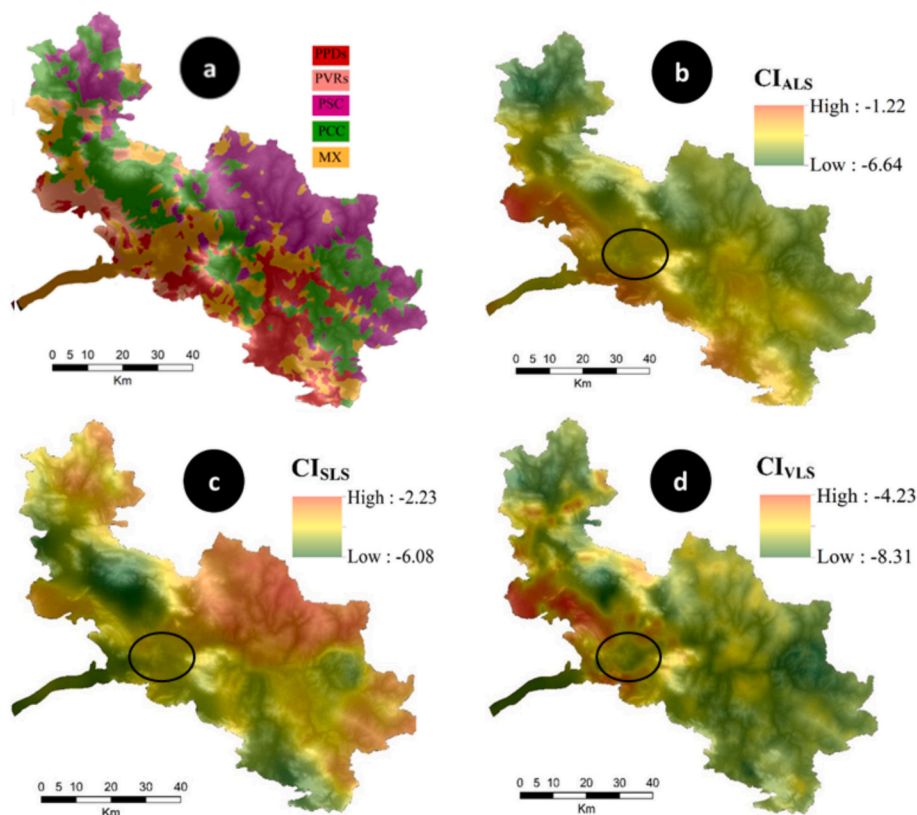 a
PPDs
PVRs
PSC
PCC
MX
0 5 10 20 30 40
Km
b
CIALS
High : -1.22
Low : -6.64
0 5 10 20 30 40
Km
c
CISLS
High : -2.23
Low : -6.08
0 5 10 20 30 40
Km
d
CIVLS
High : -4.23
Low : -8.31
0 5 10 20 30 40
Km